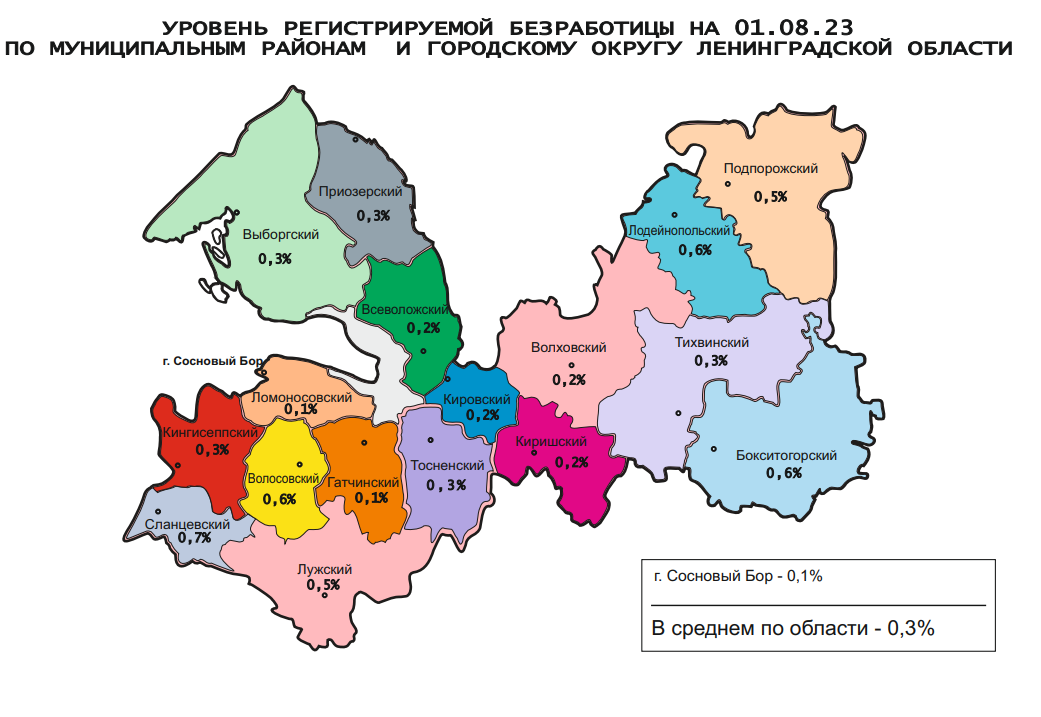 УРОВЕНЬ РЕГИСТРИРУЕМОЙ БЕЗРАБОТИЦЫ НА 01.08.23
ПО МУНИЦИПАЛЬНЫМ РАЙОНАМ И ГОРОДСКОМУ ОКРУГУ ЛЕНИНГРАДСКОЙ ОБЛАСТИ
Подпорожский
0,5%
Приозерский
0,3%
Лодейнопольский
0,6%
Выборгский
0,3%
Всеволожский
0,2%
Тихвинский
0,3%
Волховский
0,2%
г. Сосновый Бор
Ломоносовский
0,1%
Кировский
0,2%
Кингисеппский
0,3%
Киришский
0,2%
Бокситогорский
0,6%
Тосненский
0,3%
Волосовский
0,6%
Гатчинский
0,1%
Сланцевский
0,7%
Лужский
0,5%
г. Сосновый Бор - 0,1%
В среднем по области - 0,3%